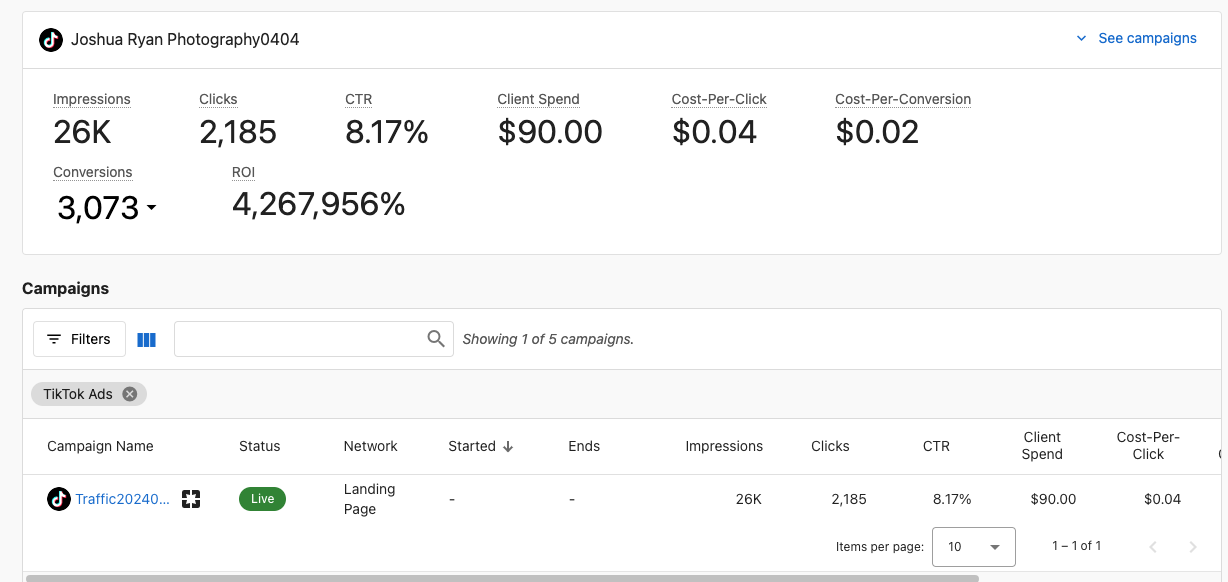 Joshua Ryan Photography0404
See campaigns
Impressions Clicks CTR Client Spend Cost-Per-Click Cost-Per-Conversion
26K 2,185 8.17% $90.00 $0.04 $0.02
Conversions ROI
3,073 4,267,956%
Campaigns
Filters
Showing 1 of 5 campaigns.
TikTok Ads
Campaign Name Status Network Started Ends Impressions Clicks CTR Client Spend Cost-Per-Click
Traffic20240... Live Landing Page - - 26K 2,185 8.17% $90.00 $0.04
Items per page: 10 1 – 1 of 1